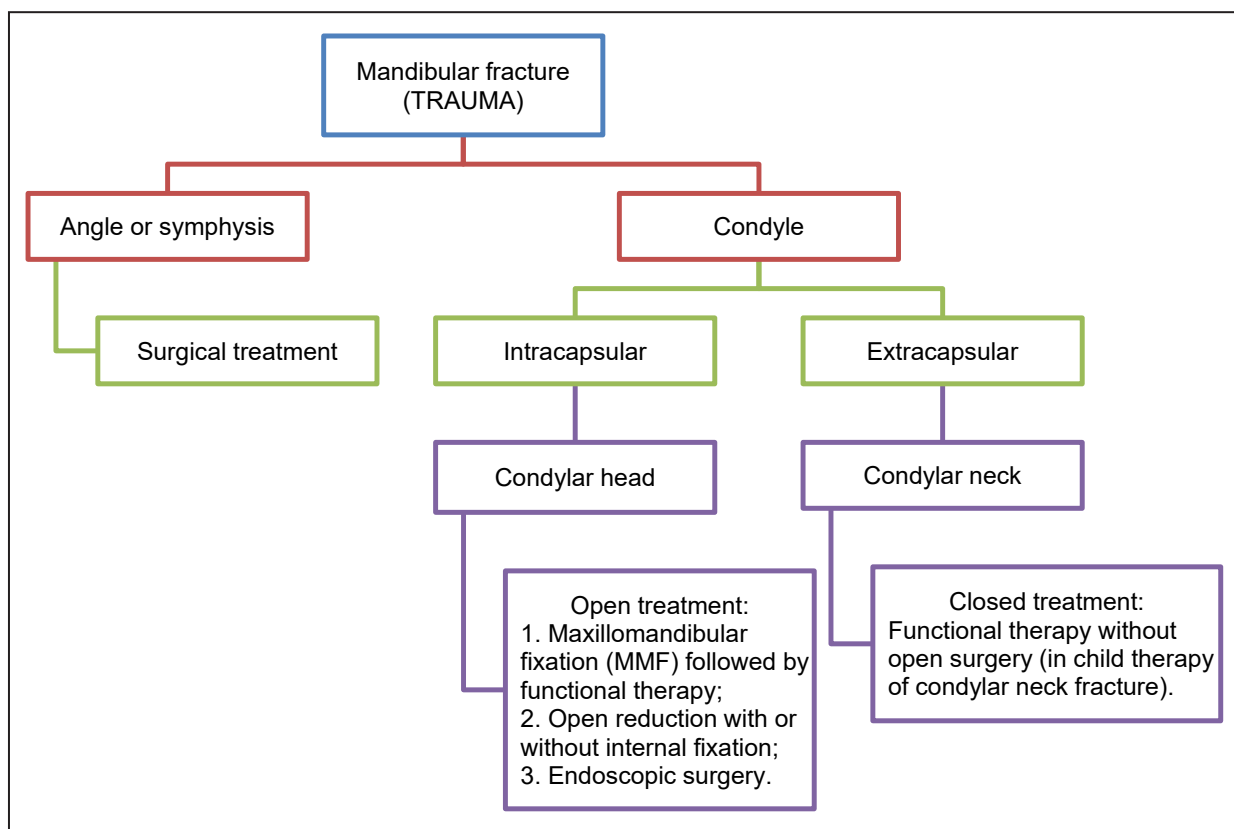 Mandibular fracture
(TRAUMA)
Angle or symphysis
Condyle
Surgical treatment
Intracapsular
Extracapsular
Condylar head
Condylar neck
Open treatment:
1. Maxillomandibular
fixation (MMF) followed by
functional therapy;
2. Open reduction with or
without internal fixation;
3. Endoscopic surgery.
Closed treatment:
Functional therapy without
open surgery (in child therapy
of condylar neck fracture).